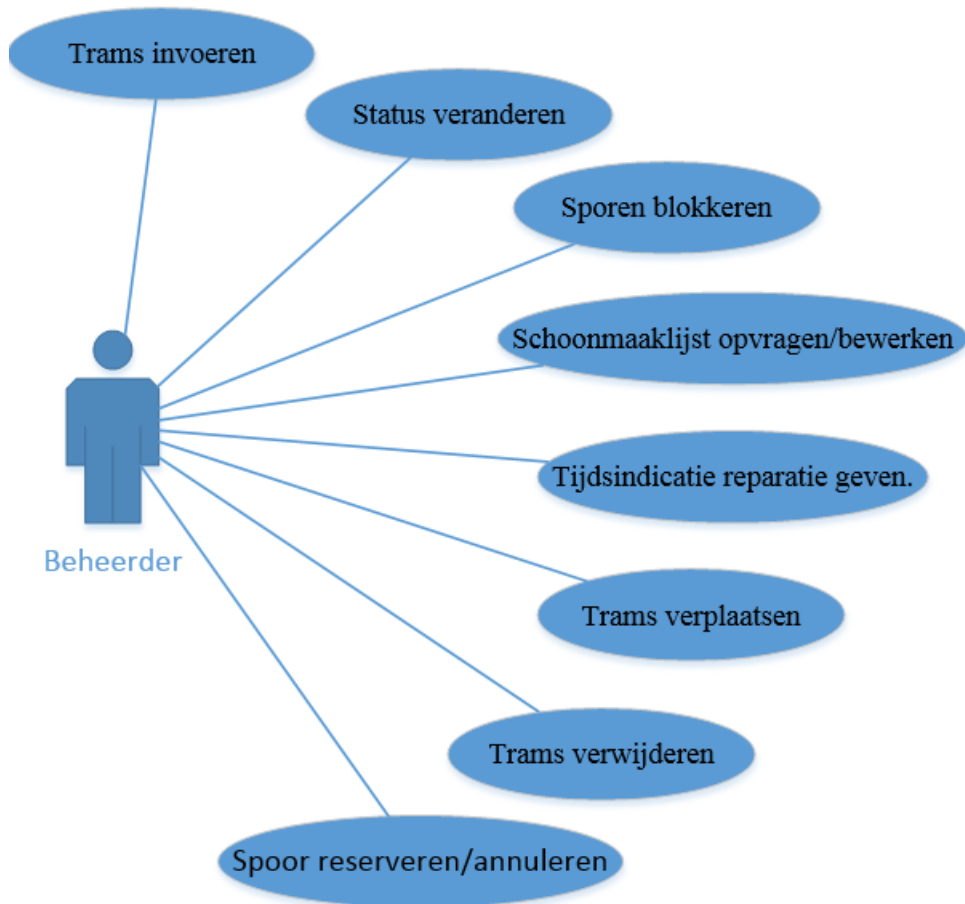 Trams invoeren
Status veranderen
Sporen blokkeren
Schoonmaaklijst opvragen/bewerken
Tijdsindicatie reparatie geven.
Beheerder
Trams verplaatsen
Trams verwijderen
Spoor reserveren/annuleren